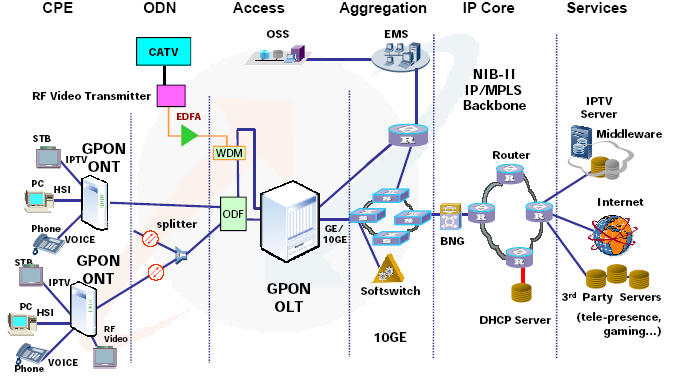 CPE
ODN
Access
Aggregation
IP Core
Services
CATV
OSS
EMS
RF Video Transmitter
EDFA
WDM
NIB-II
IP/MPLS
Backbone
IPTV
Server
Middleware
STB
IPTV
GPON
ONT
PC
HSI
Phone
VOICE
splitter
ODF
GPON
OLT
GE/
10GE
R
Softswitch
10GE
BNG
Router
R
R
R
R
DHCP Server
Internet
3rd Party Servers
(tele-presence,
gaming...)
STB
IPTV
GPON
ONT
PC
HSI
RF
Video
Phone
VOICE